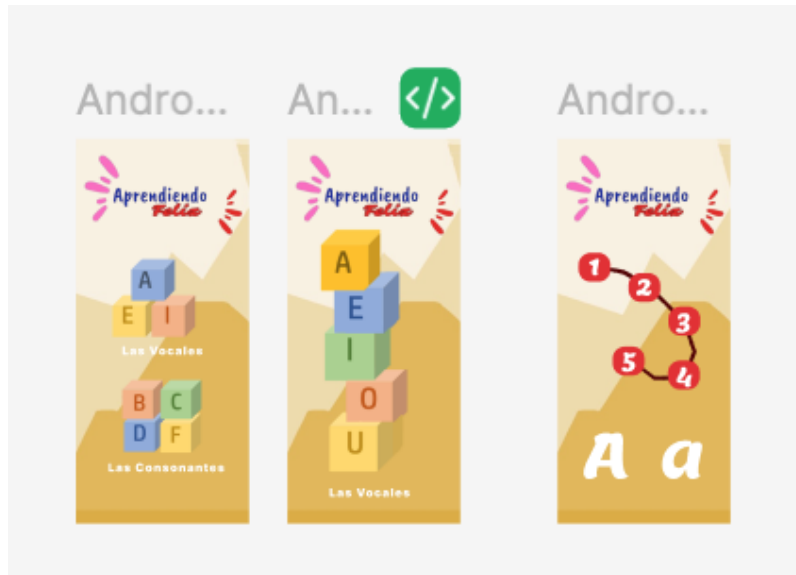 Andro...
An...
</>
Andro...
Aprendiendo
Feliz
A
E I
Las Vocales
B C
D F
Las Consonantes
Aprendiendo
Feliz
A
E
I
O
U
Las Vocales
Aprendiendo
Feliz
1
2
3
5
4
A a